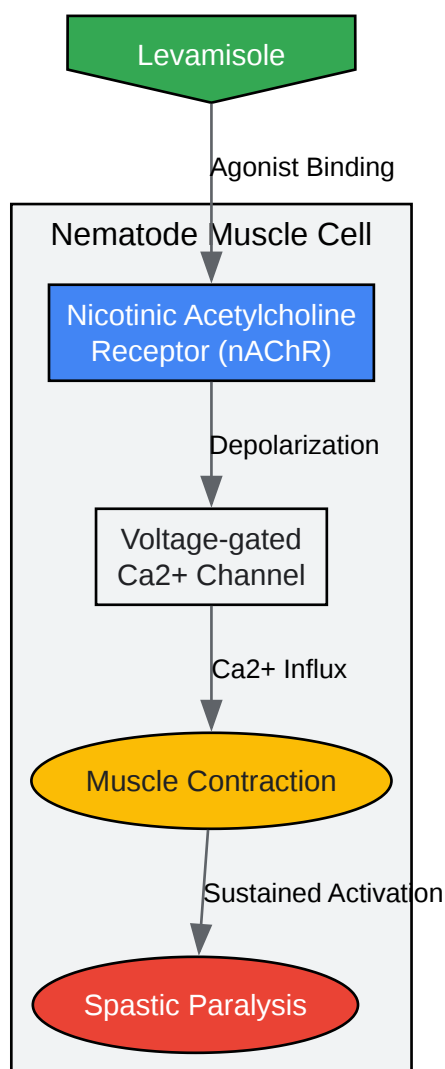 Levamisole
Agonist Binding
Nematode Muscle Cell
Nicotinic Acetylcholine
Receptor (nAChR)
Depolarization
Voltage-gated
Ca2+ Channel
Ca2+ Influx
Muscle Contraction
Sustained Activation
Spastic Paralysis